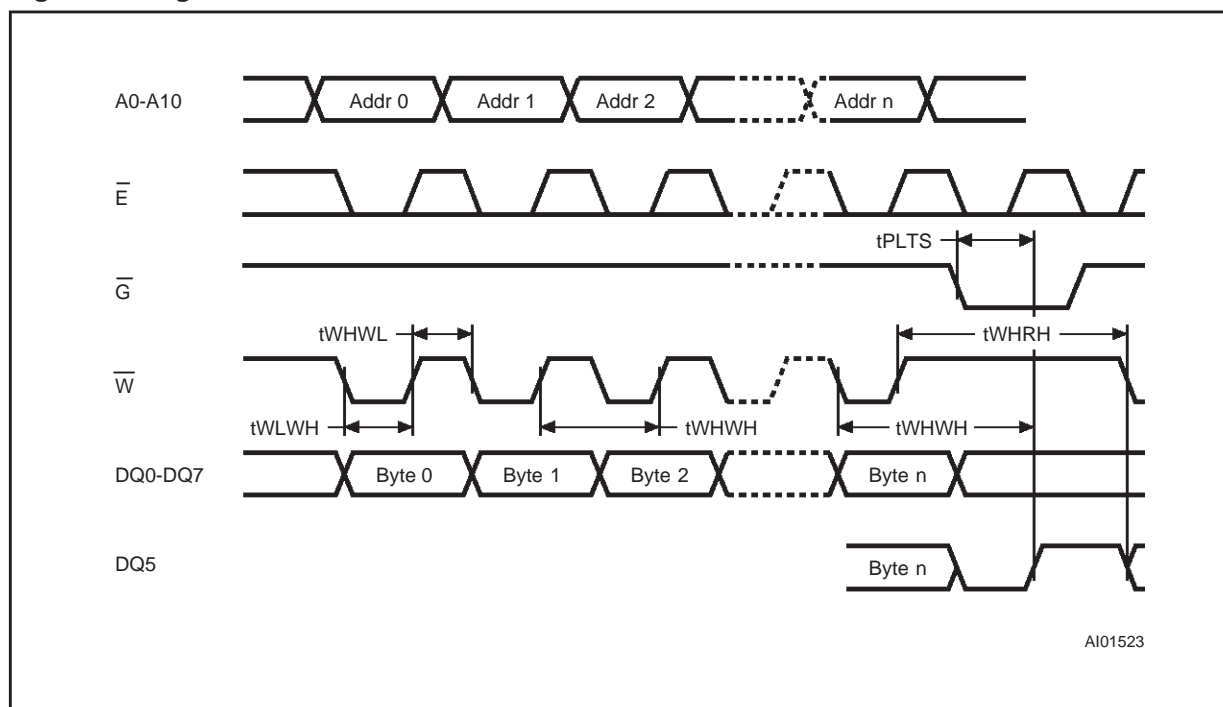 A0-A10
Addr 0
Addr 1
Addr 2
Addr n
E
tPLTS
G
tWHWL
tWHRH
W
tWLWH
tWHWH
tWHWH
DQ0-DQ7
Byte 0
Byte 1
Byte 2
Byte n
DQ5
Byte n
AI01523